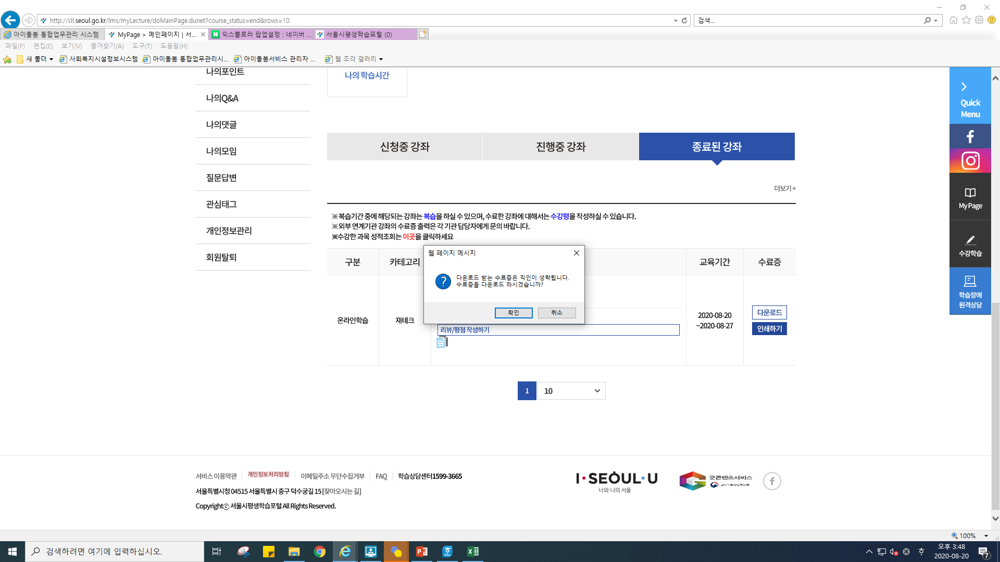 http://sll.seoul.go.kr/lms/myLecture/doMainPage.dunet?course_status=end&rows=10
검색...
아이돌봄 통합업무관리 시스템
MyPage > 메인페이지 | 서...
익스플로러 팝업설정 : 네이버 ...
서울시평생학습포털 (0)
파일(F) 편집(E) 보기(V) 즐겨찾기(A) 도구(T) 도움말(H)
새 폴더
사회복지시설정보시스템
아이돌봄 통합업무관리시...
아이돌봄서비스 관리자 ...
웹 조각 갤러리
나의포인트
나의Q&A
나의댓글
나의모임
질문답변
관심태그
개인정보관리
회원탈퇴
나의 학습시간
신청중 강좌
진행중 강좌
종료된 강좌
더보기 +
※ 복습기간 중에 해당되는 강좌는 복습을 하실 수 있으며, 수료한 강좌에 대해서는 수강평을 작성하실 수 있습니다.
※ 외부 연계기관 강좌의 수료증 출력은 각 기관 담당자에게 문의 바랍니다.
※수강한 과목 성적조회는 이곳을 클릭하세요
구분
카테고리
교육기간
수료증
온라인학습
재테크
리뷰/평점 작성하기
2020-08-20
~2020-08-27
다운로드
인쇄하기
웹 페이지 메시지
다운로드 받는 수료증은 직인이 생략됩니다.
수료증을 다운로드 하시겠습니까?
확인
취소
1
10
Quick
Menu
My Page
수강학습
학습장애
원격상담
서비스 이용약관
개인정보처리방침
이메일주소 무단수집거부
FAQ
학습상담센터1599-3665
서울특별시청 04515 서울특별시 중구 덕수궁길 15 [찾아오시는 길]
Copyrightⓒ 서울시평생학습포털 All Rights Reserved.
I·SEOUL·U
너와 나의 서울
굿콘텐츠서비스
100%
검색하려면 여기에 입력하십시오.
오후 3:48
2020-08-20
7